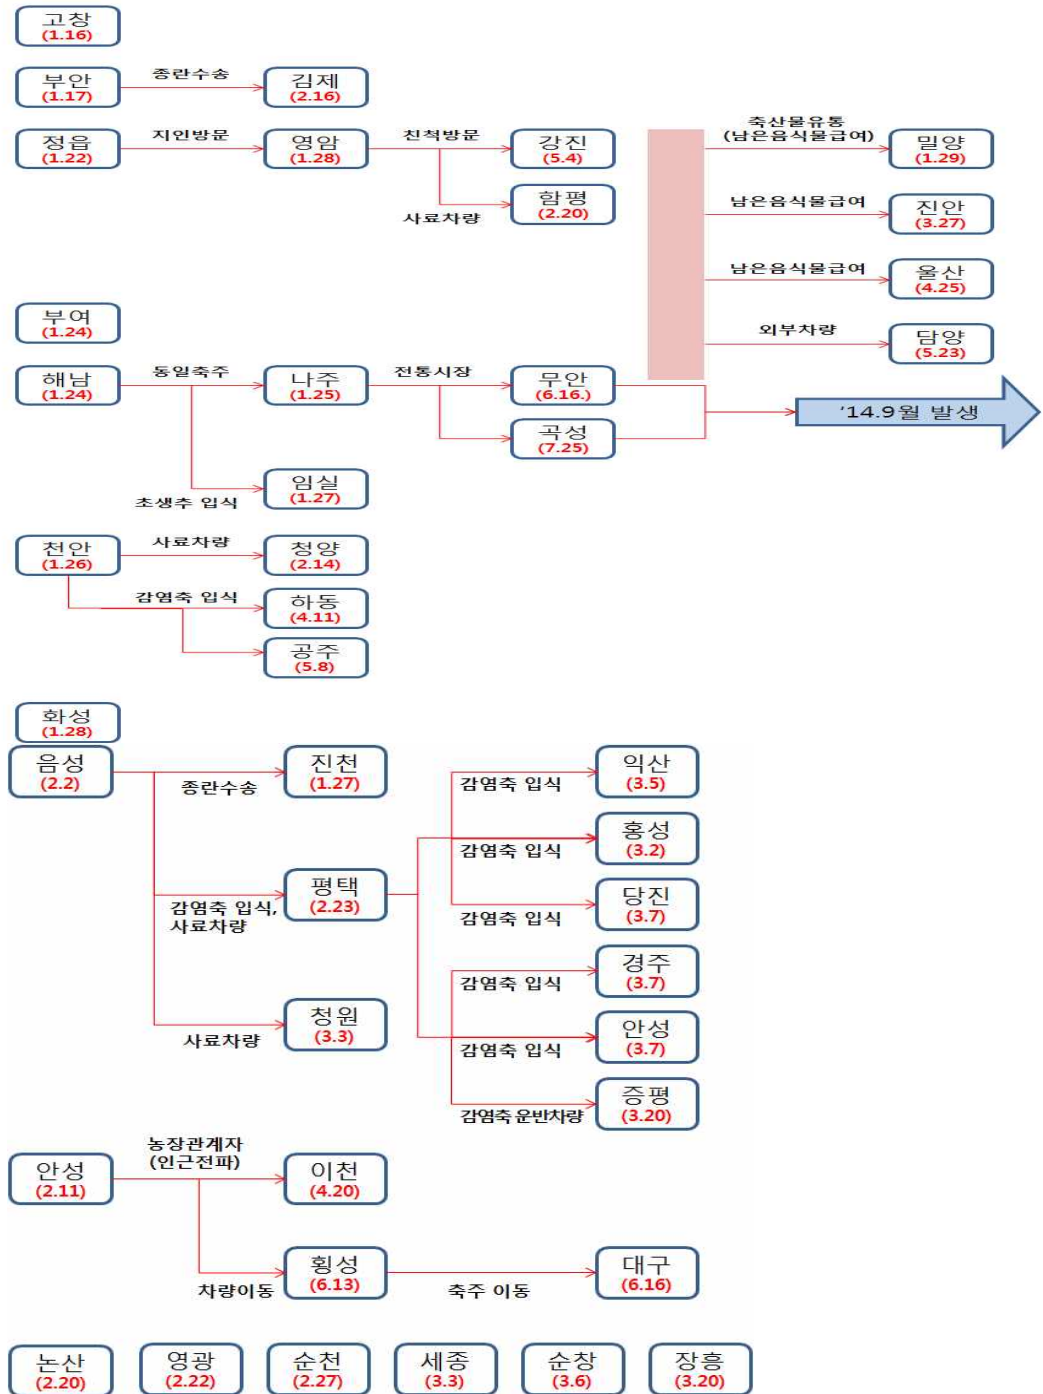 고창
(1.16)
부안
(1.17)
종란수송
김제
(2.16)
정읍
(1.22)
지인방문
영암
(1.28)
친척방문
강진
(5.4)
사료차량
함평
(2.20)
축산물유통
(남은음식물급여)
밀양
(1.29)
남은음식물급여
진안
(3.27)
남은음식물급여
울산
(4.25)
외부차량
담양
(5.23)
부여
(1.24)
해남
(1.24)
동일축주
나주
(1.25)
전통시장
무안
(6.16.)
곡성
(7.25)
'14.9월 발생
초생추 입식
임실
(1.27)
천안
(1.26)
사료차량
청양
(2.14)
감염축 입식
하동
(4.11)
공주
(5.8)
화성
(1.28)
음성
(2.2)
종란수송
진천
(1.27)
감염축 입식,
사료차량
평택
(2.23)
사료차량
청원
(3.3)
감염축 입식
익산
(3.5)
감염축 입식
홍성
(3.2)
감염축 입식
당진
(3.7)
감염축 입식
경주
(3.7)
감염축 입식
안성
(3.7)
감염축 운반차량
증평
(3.20)
안성
(2.11)
농장관계자
(인근전파)
이천
(4.20)
차량이동
횡성
(6.13)
축주 이동
대구
(6.16)
논산
(2.20)
영광
(2.22)
순천
(2.27)
세종
(3.3)
순창
(3.6)
장흥
(3.20)